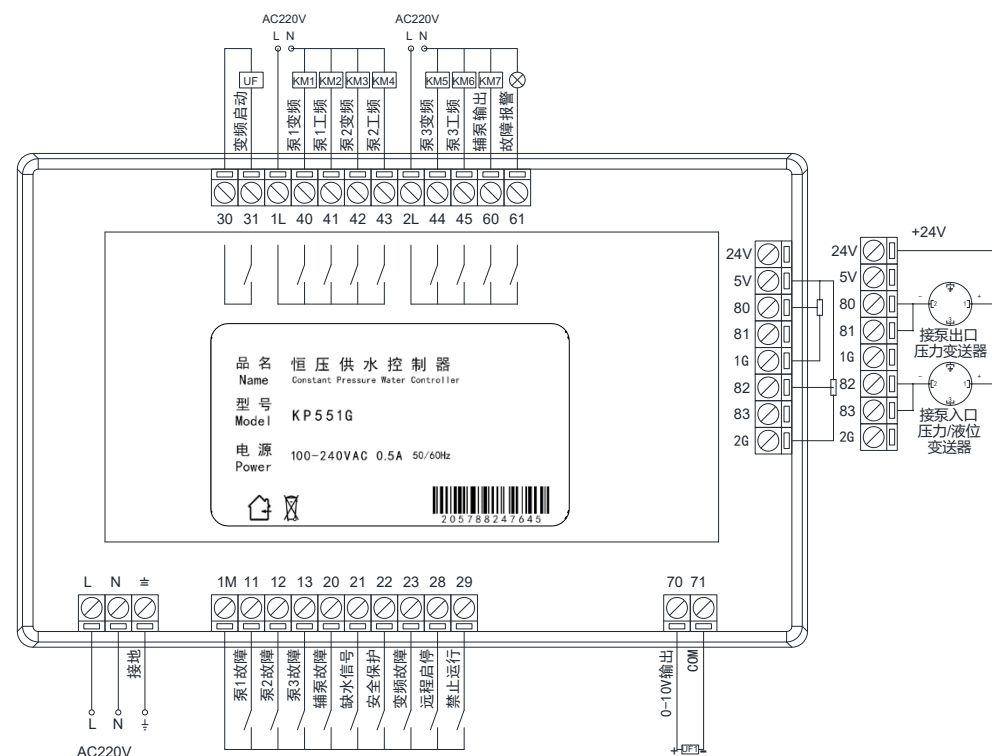 AC220V AC220V
L N L N
UF KM1 KM2 KM3 KM4 KM5 KM6 KM7
变频启动
泵1变频
泵1工频
泵2变频
泵2工频
泵3变频
泵3工频
辅泵输出
故障报警
30 31 1L 40 41 42 43 2L 44 45 60 61
24V
5V
80
81
1G
82
83
2G
+24V
24V
5V
80
81
1G
82
83
2G
- 2 1 +
3
接泵出口
压力变送器
- 2 1 +
3
接泵入口
压力/液位
变送器
品名 恒压供水控制器
Name Constant Pressure Water Controller
型号 KP551G
Model
电源 100-240VAC 0.5A 50/60Hz
Power
205788247645
L N
1M 11 12 13 20 21 22 23 28 29
70 71
接地
泵1故障
泵2故障
泵3故障
辅泵故障
缺水信号
安全保护
变频故障
远程启停
禁止运行
0-10V输出
COM
L N
AC220V
+ UF1 -